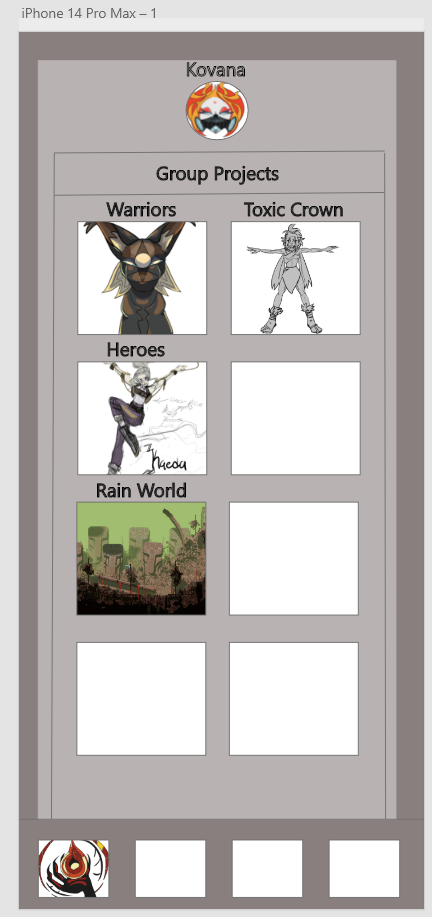 iPhone 14 Pro Max – 1
Kovana
Group Projects
Warriors
Toxic Crown
Heroes
Rain World